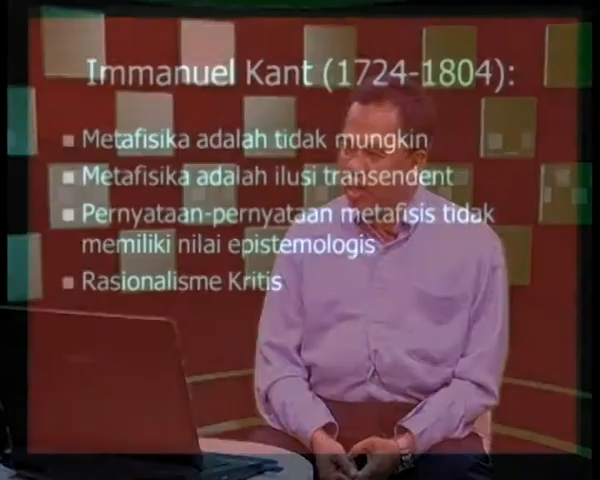 Immanuel Kant (1724-1804):
Metafisika adalah tidak mungkin
Metafisika adalah ilusi transendent
Pernyataan-pernyataan metafisis tidak
memiliki nilai epistemologis
Rasionalisme Kritis